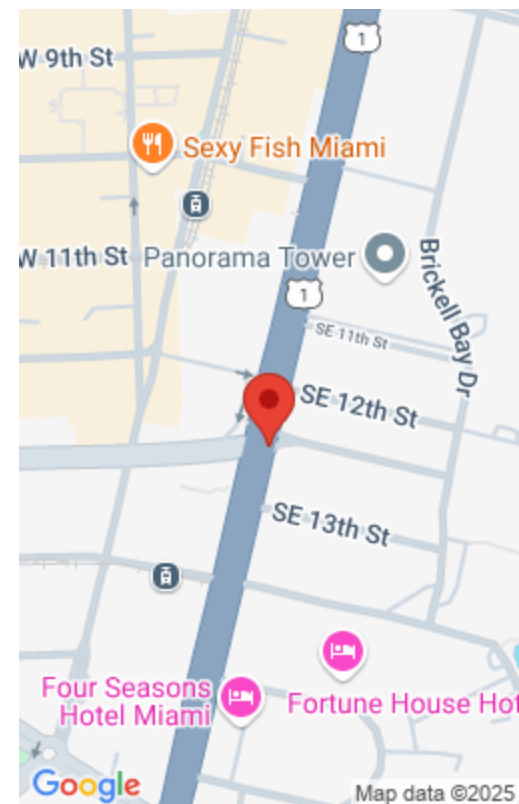 1
W 9th St
Sexy Fish Miami
W 11th St
Panorama Tower
Brickell Bay Dr
1
SE 11th St
SE 12th St
SE 13th St
Four Seasons
Hotel Miami
Fortune House Hot
Google
Map data ©2025